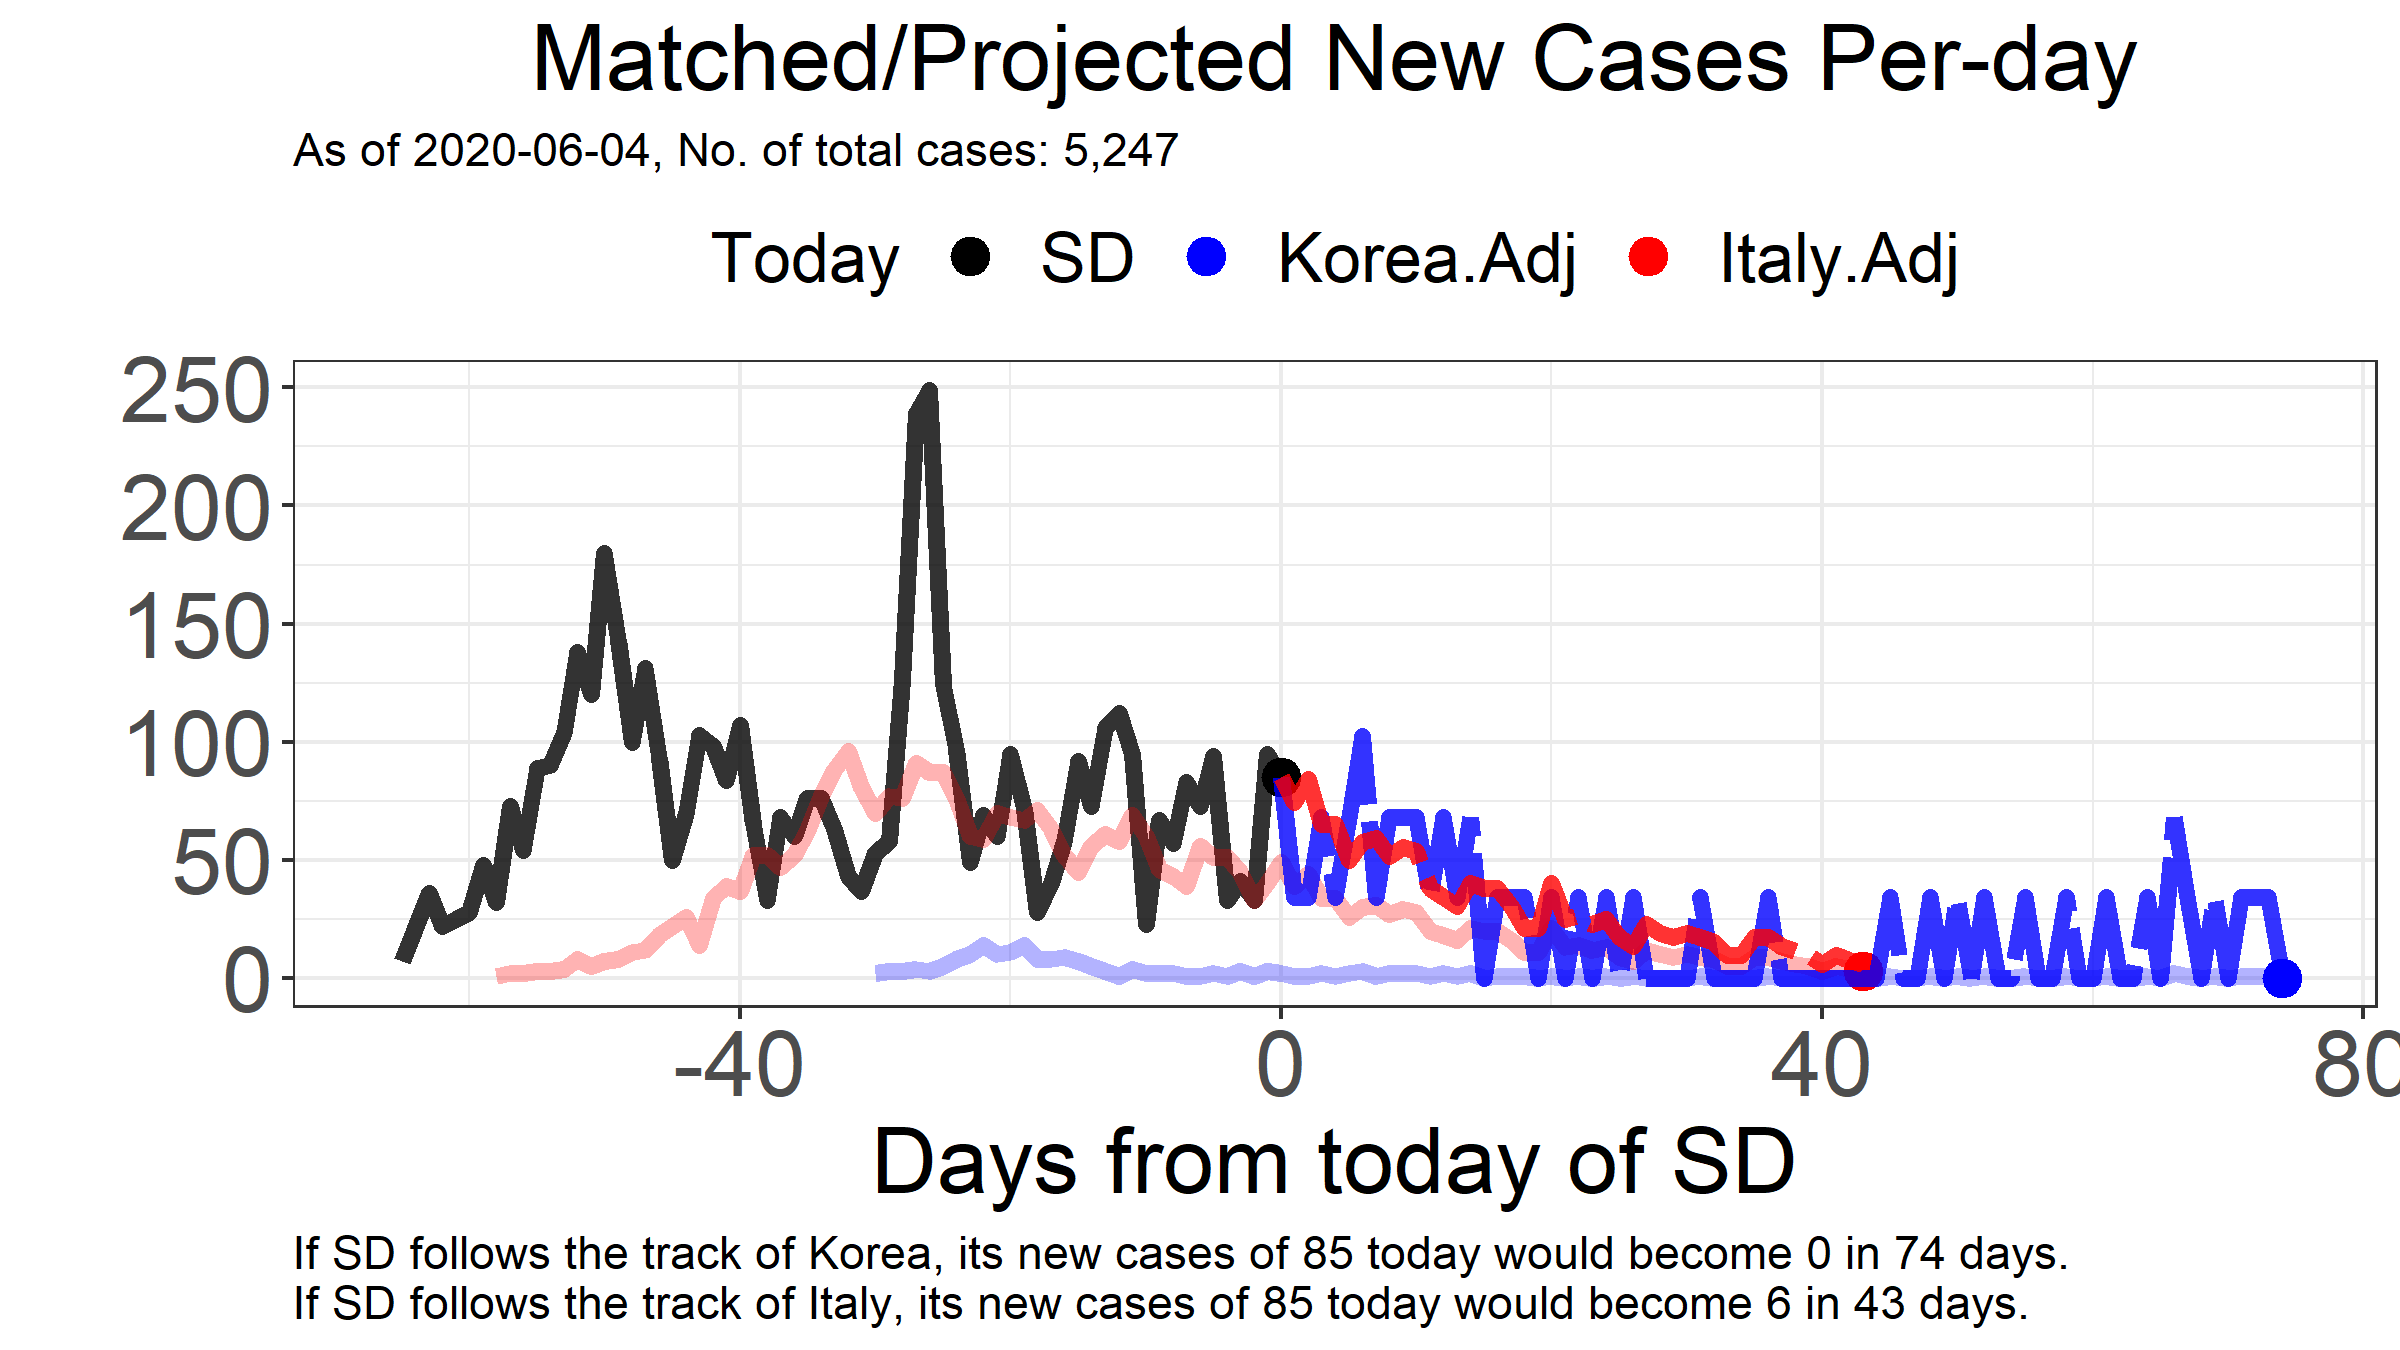 Matched/Projected New Cases Per-day
As of 2020-06-04, No. of total cases: 5,247
Today SD Korea.Adj Italy.Adj
250
200
150
100
50
0
-40 0 40 80
Days from today of SD
If SD follows the track of Korea, its new cases of 85 today would become 0 in 74 days.
If SD follows the track of Italy, its new cases of 85 today would become 6 in 43 days.